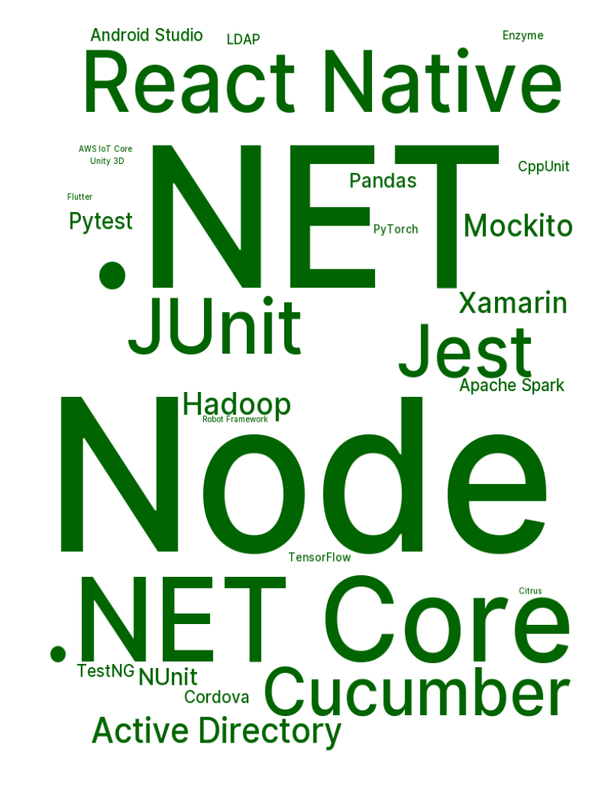 Android Studio
LDAP
Enzyme
React Native
AWS IoT Core
Unity 3D
.NET
CppUnit
Pandas
Flutter
Pytest
PyTorch
Mockito
JUnit
Xamarin
Jest
Apache Spark
Hadoop
Robot Framework
Node
TensorFlow
.NET Core
Citrus
TestNG
NUnit
Cordova
Cucumber
Active Directory